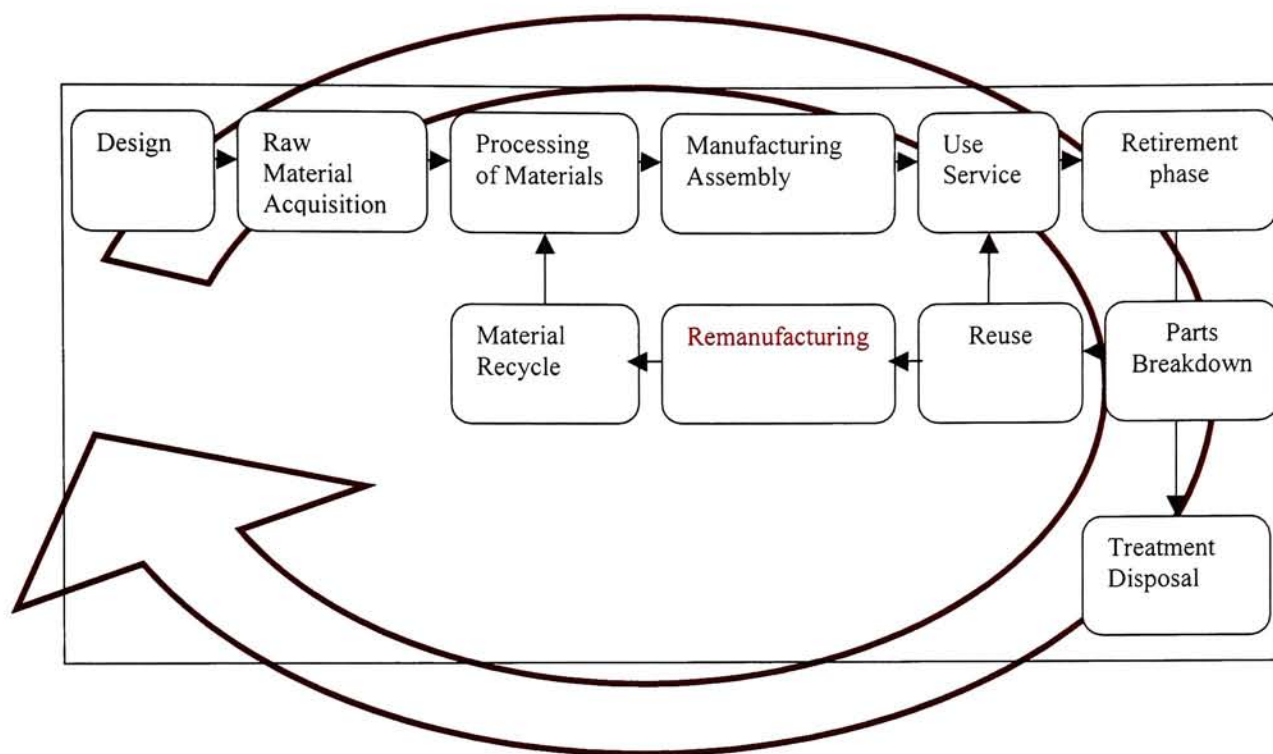 Design
Raw
Material
Acquisition
Processing
of Materials
Manufacturing
Assembly
Use
Service
Retirement
phase
Material
Recycle
Remanufacturing
Reuse
Parts
Breakdown
Treatment
Disposal